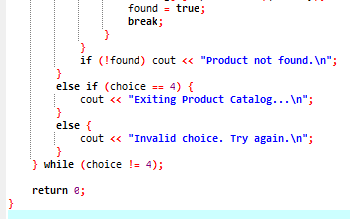 found = true;
break;
}
}
if (!found) cout << "Product not found.\n";
}
else if (choice == 4) {
cout << "Exiting Product Catalog...\n";
}
else {
cout << "Invalid choice. Try again.\n";
}
} while (choice != 4);
return 0;
}